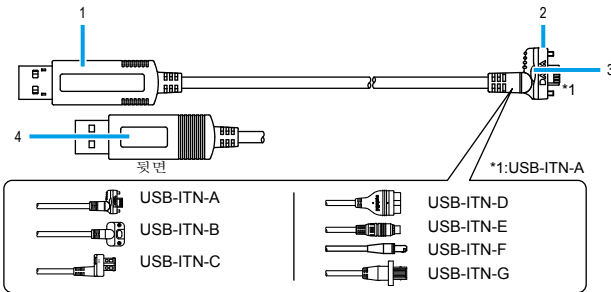 1
2
3
*1
4
뒷면
*1:USB-ITN-A
USB-ITN-A
USB-ITN-B
USB-ITN-C
USB-ITN-D
USB-ITN-E
USB-ITN-F
USB-ITN-G